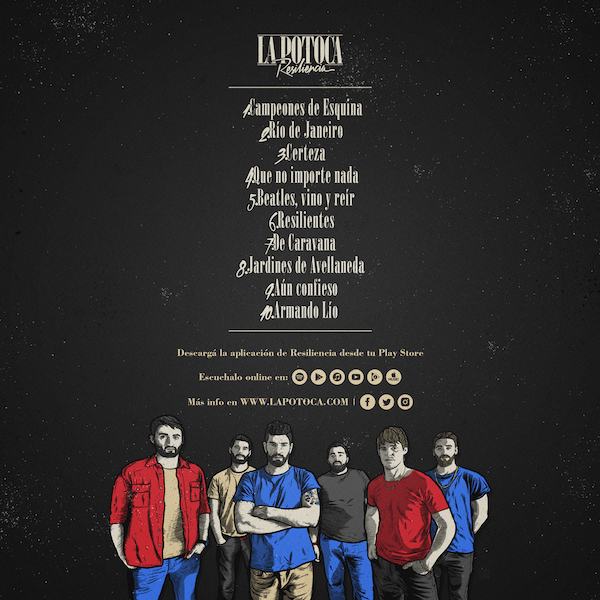 LA POTOCA
Resiliencia
1.Campeones de Esquina
2.Río de Janeiro
3.Certeza
4.Que no importe nada
5.Beatles, vino y reír
6.Resilientes
7.De Caravana
8.Jardines de Avellaneda
9.Aún confieso
10.Armando Lío
Descargá la aplicación de Resiliencia desde tu Play Store
Escuchalo online en:
Más info en WWW.LAPOTOCA.COM |